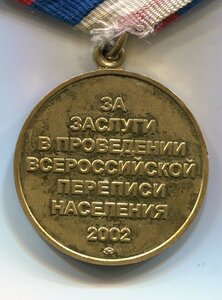 ЗА
ЗАСЛУГИ
В ПРОВЕДЕНИИ
ВСЕРОССИЙСКОЙ
ПЕРЕПИСИ
НАСЕЛЕНИЯ
2002